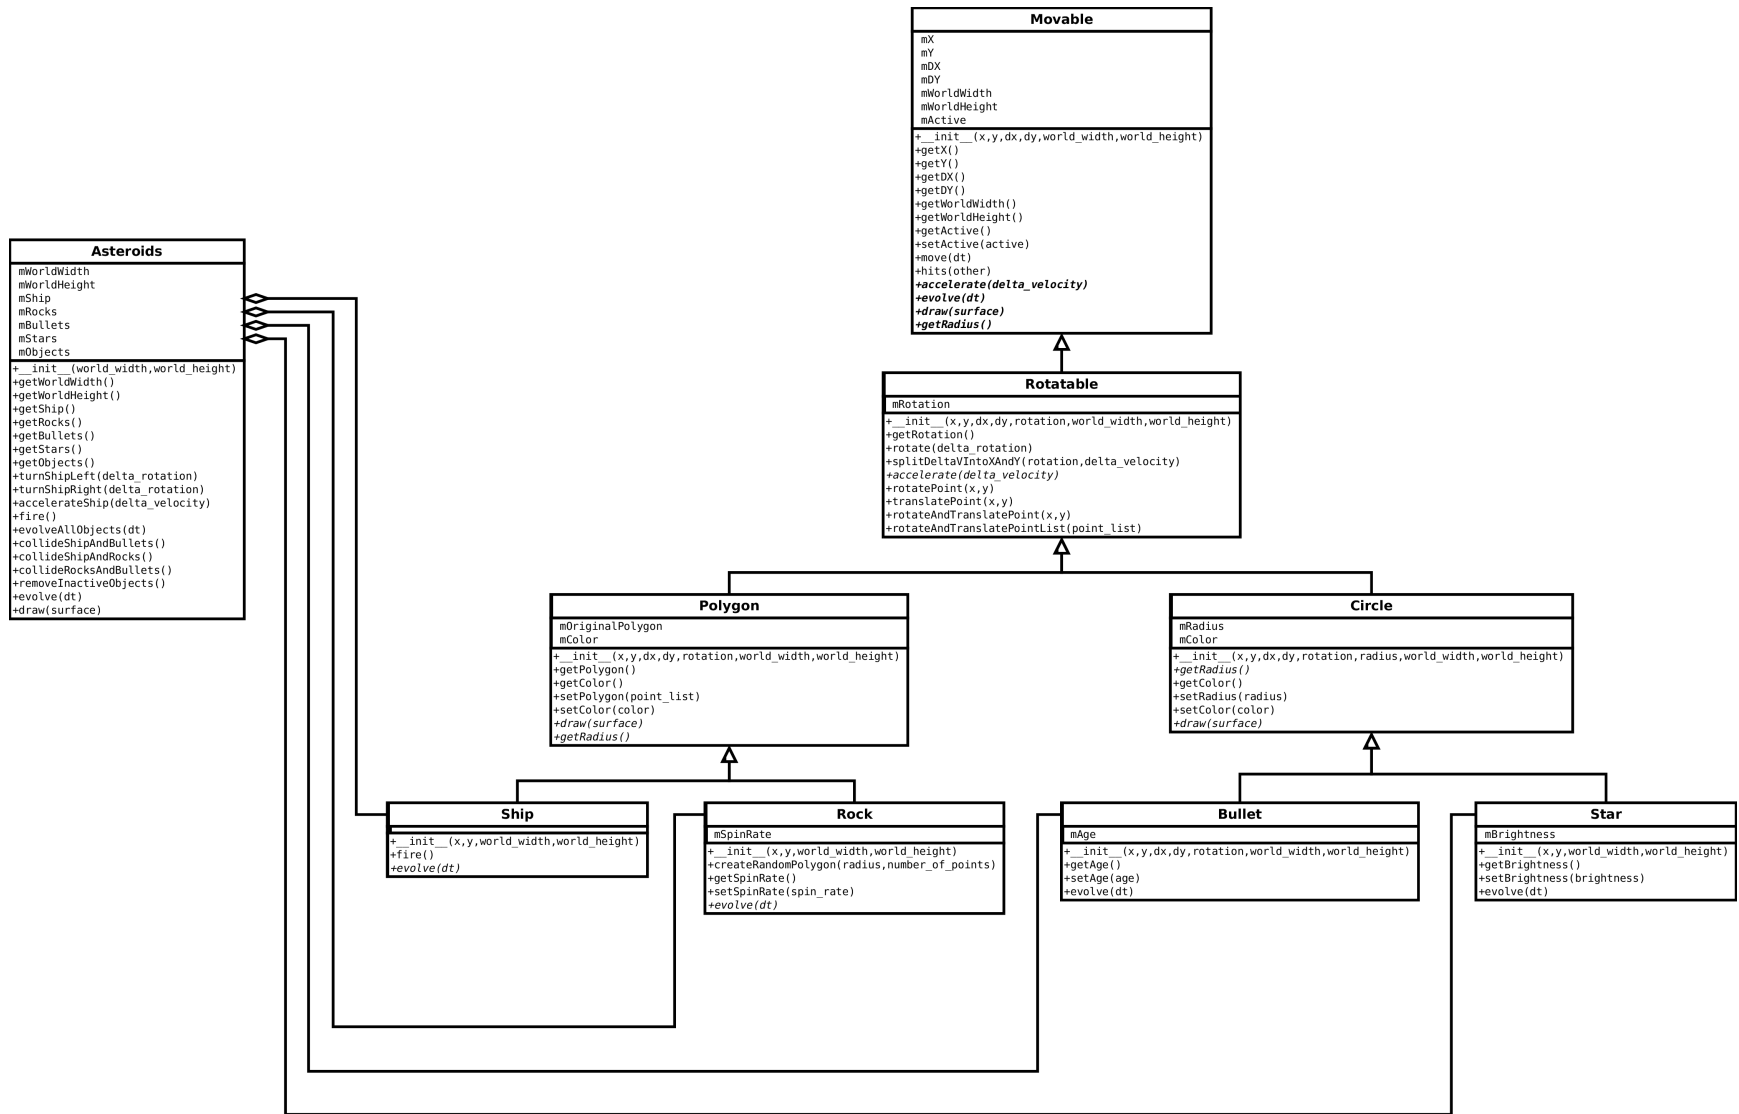 Movable
mX
mY
mDX
mDY
mWorldWidth
mWorldHeight
mActive
+__init__(x,y,dx,dy,world_width,world_height)
+getX()
+getY()
+getDX()
+getDY()
+getWorldWidth()
+getWorldHeight()
+getActive()
+setActive(active)
+move(dt)
+hits(other)
+accelerate(delta_velocity)
+evolve(dt)
+draw(surface)
+getRadius()
Asteroids
mWorldWidth
mWorldHeight
mShip
mRocks
mBullets
mStars
mObjects
+__init__(world_width,world_height)
+getWorldWidth()
+getWorldHeight()
+getShip()
+getRocks()
+getBullets()
+getStars()
+getObjects()
+turnShipLeft(delta_rotation)
+turnShipRight(delta_rotation)
+accelerateShip(delta_velocity)
+fire()
+evolveAllObjects(dt)
+collideShipAndBullets()
+collideShipAndRocks()
+collideRocksAndBullets()
+removeInactiveObjects()
+evolve(dt)
+draw(surface)
Rotatable
mRotation
+__init__(x,y,dx,dy,rotation,world_width,world_height)
+getRotation()
+rotate(delta_rotation)
+splitDeltaVIntoXAndY(rotation,delta_velocity)
+accelerate(delta_velocity)
+rotatePoint(x,y)
+translatePoint(x,y)
+rotateAndTranslatePoint(x,y)
+rotateAndTranslatePointList(point_list)
Polygon
mOriginalPolygon
mColor
+__init__(x,y,dx,dy,rotation,world_width,world_height)
+getPolygon()
+getColor()
+setPolygon(point_list)
+setColor(color)
+draw(surface)
+getRadius()
Circle
mRadius
mColor
+__init__(x,y,dx,dy,rotation,radius,world_width,world_height)
+getRadius()
+getColor()
+setRadius(radius)
+setColor(color)
+draw(surface)
Ship
+__init__(x,y,world_width,world_height)
+fire()
+evolve(dt)
Rock
mSpinRate
+__init__(x,y,world_width,world_height)
+createRandomPolygon(radius,number_of_points)
+getSpinRate()
+setSpinRate(spin_rate)
+evolve(dt)
Bullet
mAge
+__init__(x,y,dx,dy,rotation,world_width,world_height)
+getAge()
+setAge(age)
+evolve(dt)
Star
mBrightness
+__init__(x,y,world_width,world_height)
+getBrightness()
+setBrightness(brightness)
+evolve(dt)